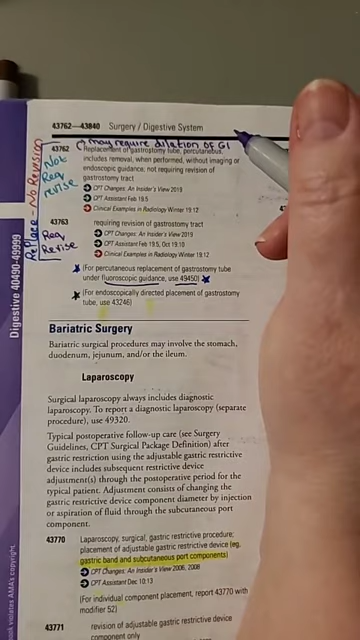 43762—43840 Surgery / Digestive System
may require dilation of GI
43762 Replacement of gastrostomy tube, percutaneous,
includes removal, when performed, without imaging or
endoscopic guidance; not requiring revision of
gastrostomy tract
CPT Changes: An Insider's View 2019
CPT Assistant Feb 19:5
Clinical Examples in Radiology Winter 19:12
Not
Req
revise
Replace - No Revision
43763 requiring revision of gastrostomy tract
CPT Changes: An Insider's View 2019
CPT Assistant Feb 19:5, Oct 19:10
Clinical Examples in Radiology Winter 19:12
Req
Revise
(For percutaneous replacement of gastrostomy tube
under fluoroscopic guidance, use 49450)
(For endoscopically directed placement of gastrostomy
tube, use 43246)
Digestive 40490-49999
Bariatric Surgery
Bariatric surgical procedures may involve the stomach,
duodenum, jejunum, and/or the ileum.
Laparoscopy
Surgical laparoscopy always includes diagnostic
laparoscopy. To report a diagnostic laparoscopy (separate
procedure), use 49320.
Typical postoperative follow-up care (see Surgery
Guidelines, CPT Surgical Package Definition) after
gastric restriction using the adjustable gastric restrictive
device includes subsequent restrictive device
adjustment(s) through the postoperative period for the
typical patient. Adjustment consists of changing the
gastric device component diameter by injection
or aspiration of fluid through the subcutaneous port
component.
43770 Laparoscopy, surgical, gastric restrictive procedure;
placement of adjustable gastric restrictive device (eg,
gastric band and subcutaneous port components)
CPT Changes: An Insider's View 2006, 2008
CPT Assistant Dec 10:13
(For individual component placement, report 43770 with
modifier 52)
43771 revision of adjustable gastric restrictive device
component only
violates AMA's copyright.